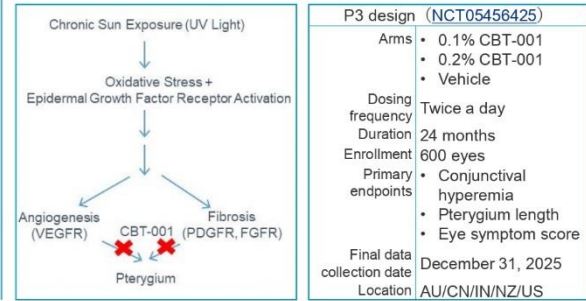 Chronic Sun Exposure (UV Light)
Oxidative Stress +
Epidermal Growth Factor Receptor Activation
Angiogenesis
(VEGFR)
CBT-001
Fibrosis
(PDGFR, FGFR)
Pterygium
P3 design (NCT05456425)
Arms • 0.1% CBT-001
• 0.2% CBT-001
• Vehicle
Dosing frequency Twice a day
Duration 24 months
Enrollment 600 eyes
Primary endpoints • Conjunctival
hyperemia
• Pterygium length
• Eye symptom score
Final data collection date December 31, 2025
Location AU/CN/IN/NZ/US